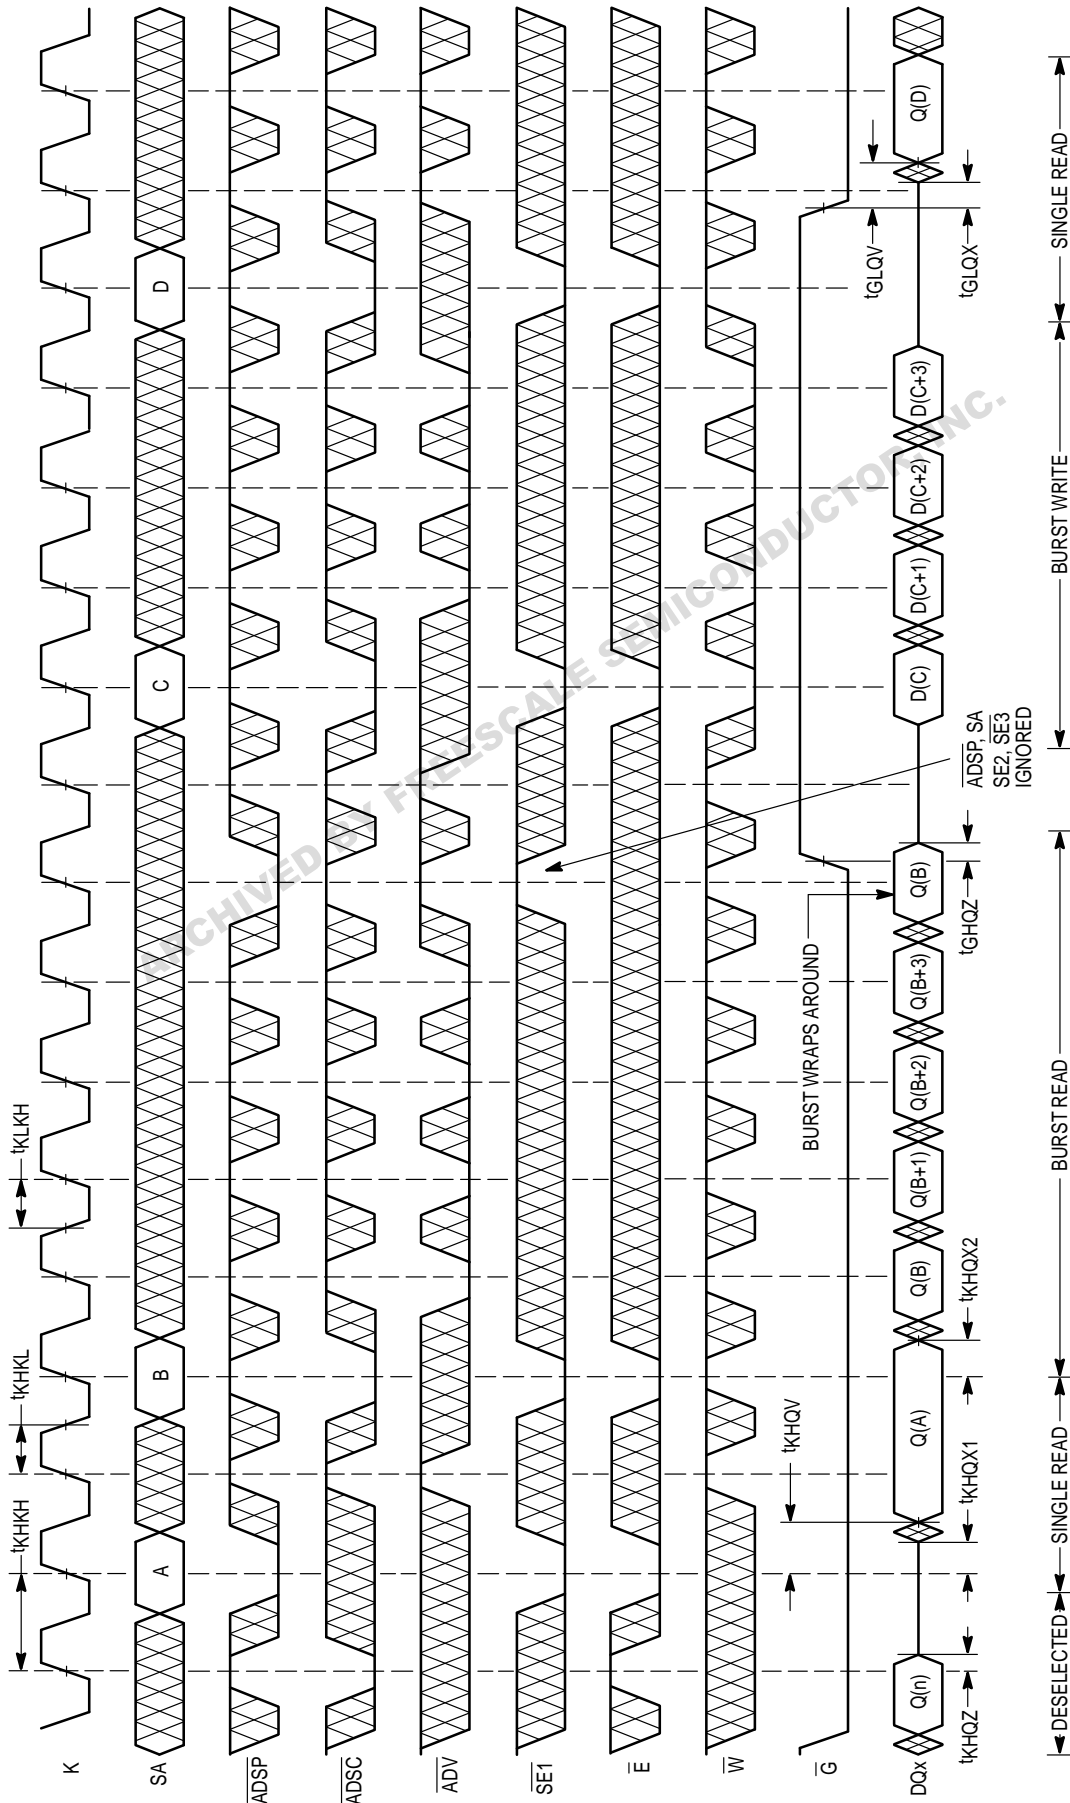 K
SA
ADSP
ADSC
ADV
SE1
E
W
G
DQx
tKHKH
tKHKL
tKLKH
A
B
C
D
tKHQV
BURST WRAPS AROUND
ADSP, SA
SE2, SE3
IGNORED
tGLQV
tGLQX
Q(n)
Q(A)
Q(B)
Q(B+1)
Q(B+2)
Q(B+3)
Q(B)
D(C)
D(C+1)
D(C+2)
D(C+3)
Q(D)
tKHQZ
tKHQX1
tKHQX2
tGHQZ
DESELECTED
SINGLE READ
BURST READ
BURST WRITE
SINGLE READ
ARCHIVED BY FREESCALE SEMICONDUCTOR, INC.